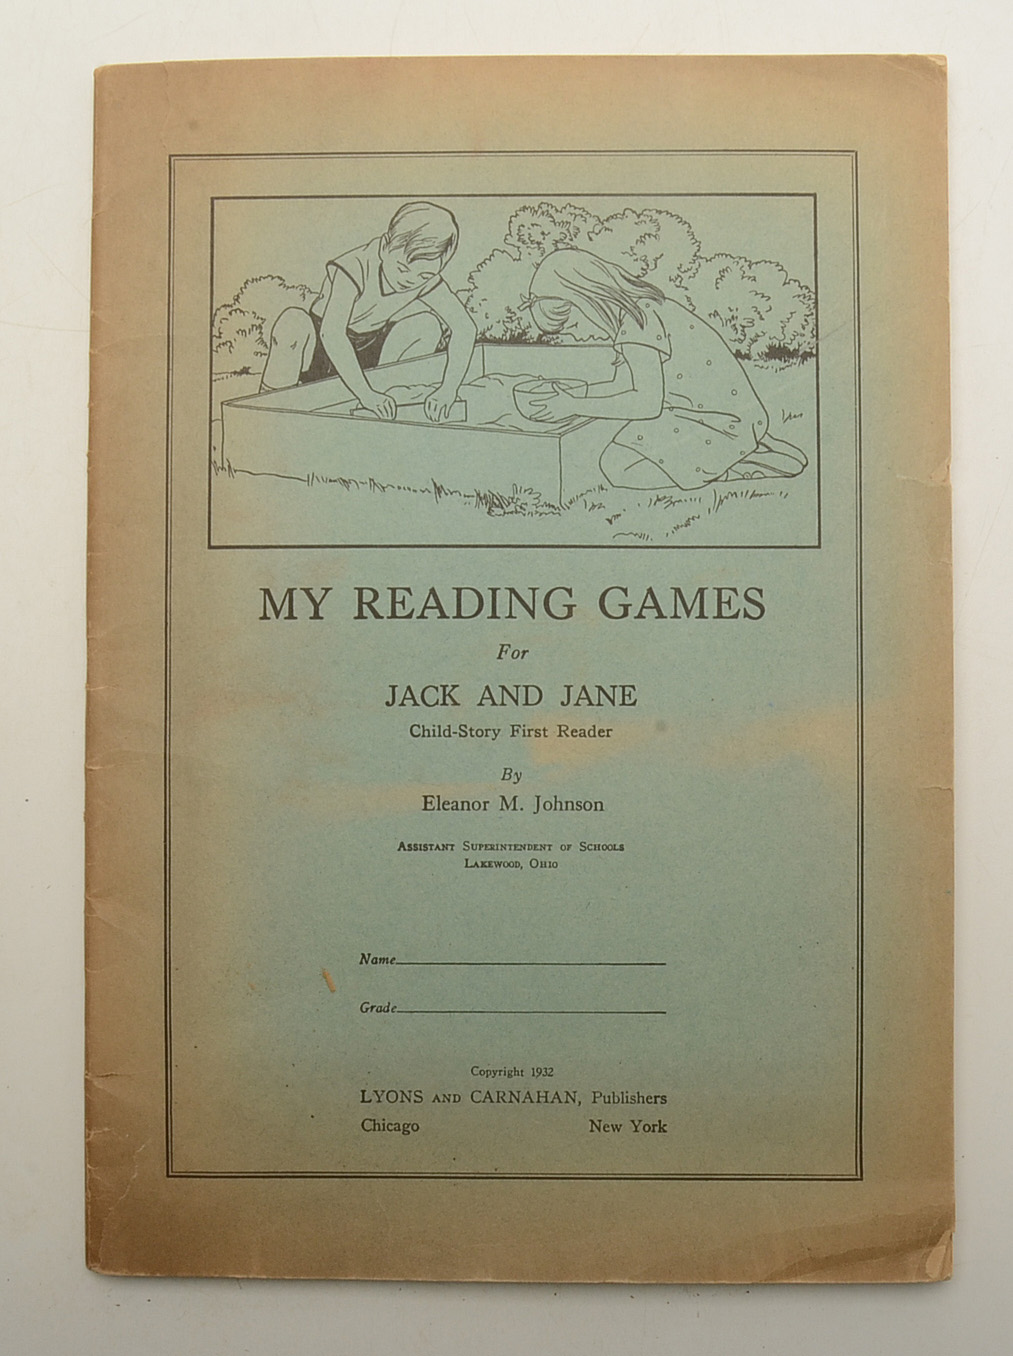 MY READING GAMES
For
JACK AND JANE
Child-Story First Reader
By
Eleanor M. Johnson
Assistant Superintendent of Schools
Lakewood, Ohio
Name
Grade
Copyright 1932
LYONS AND CARNAHAN, Publishers
Chicago New York